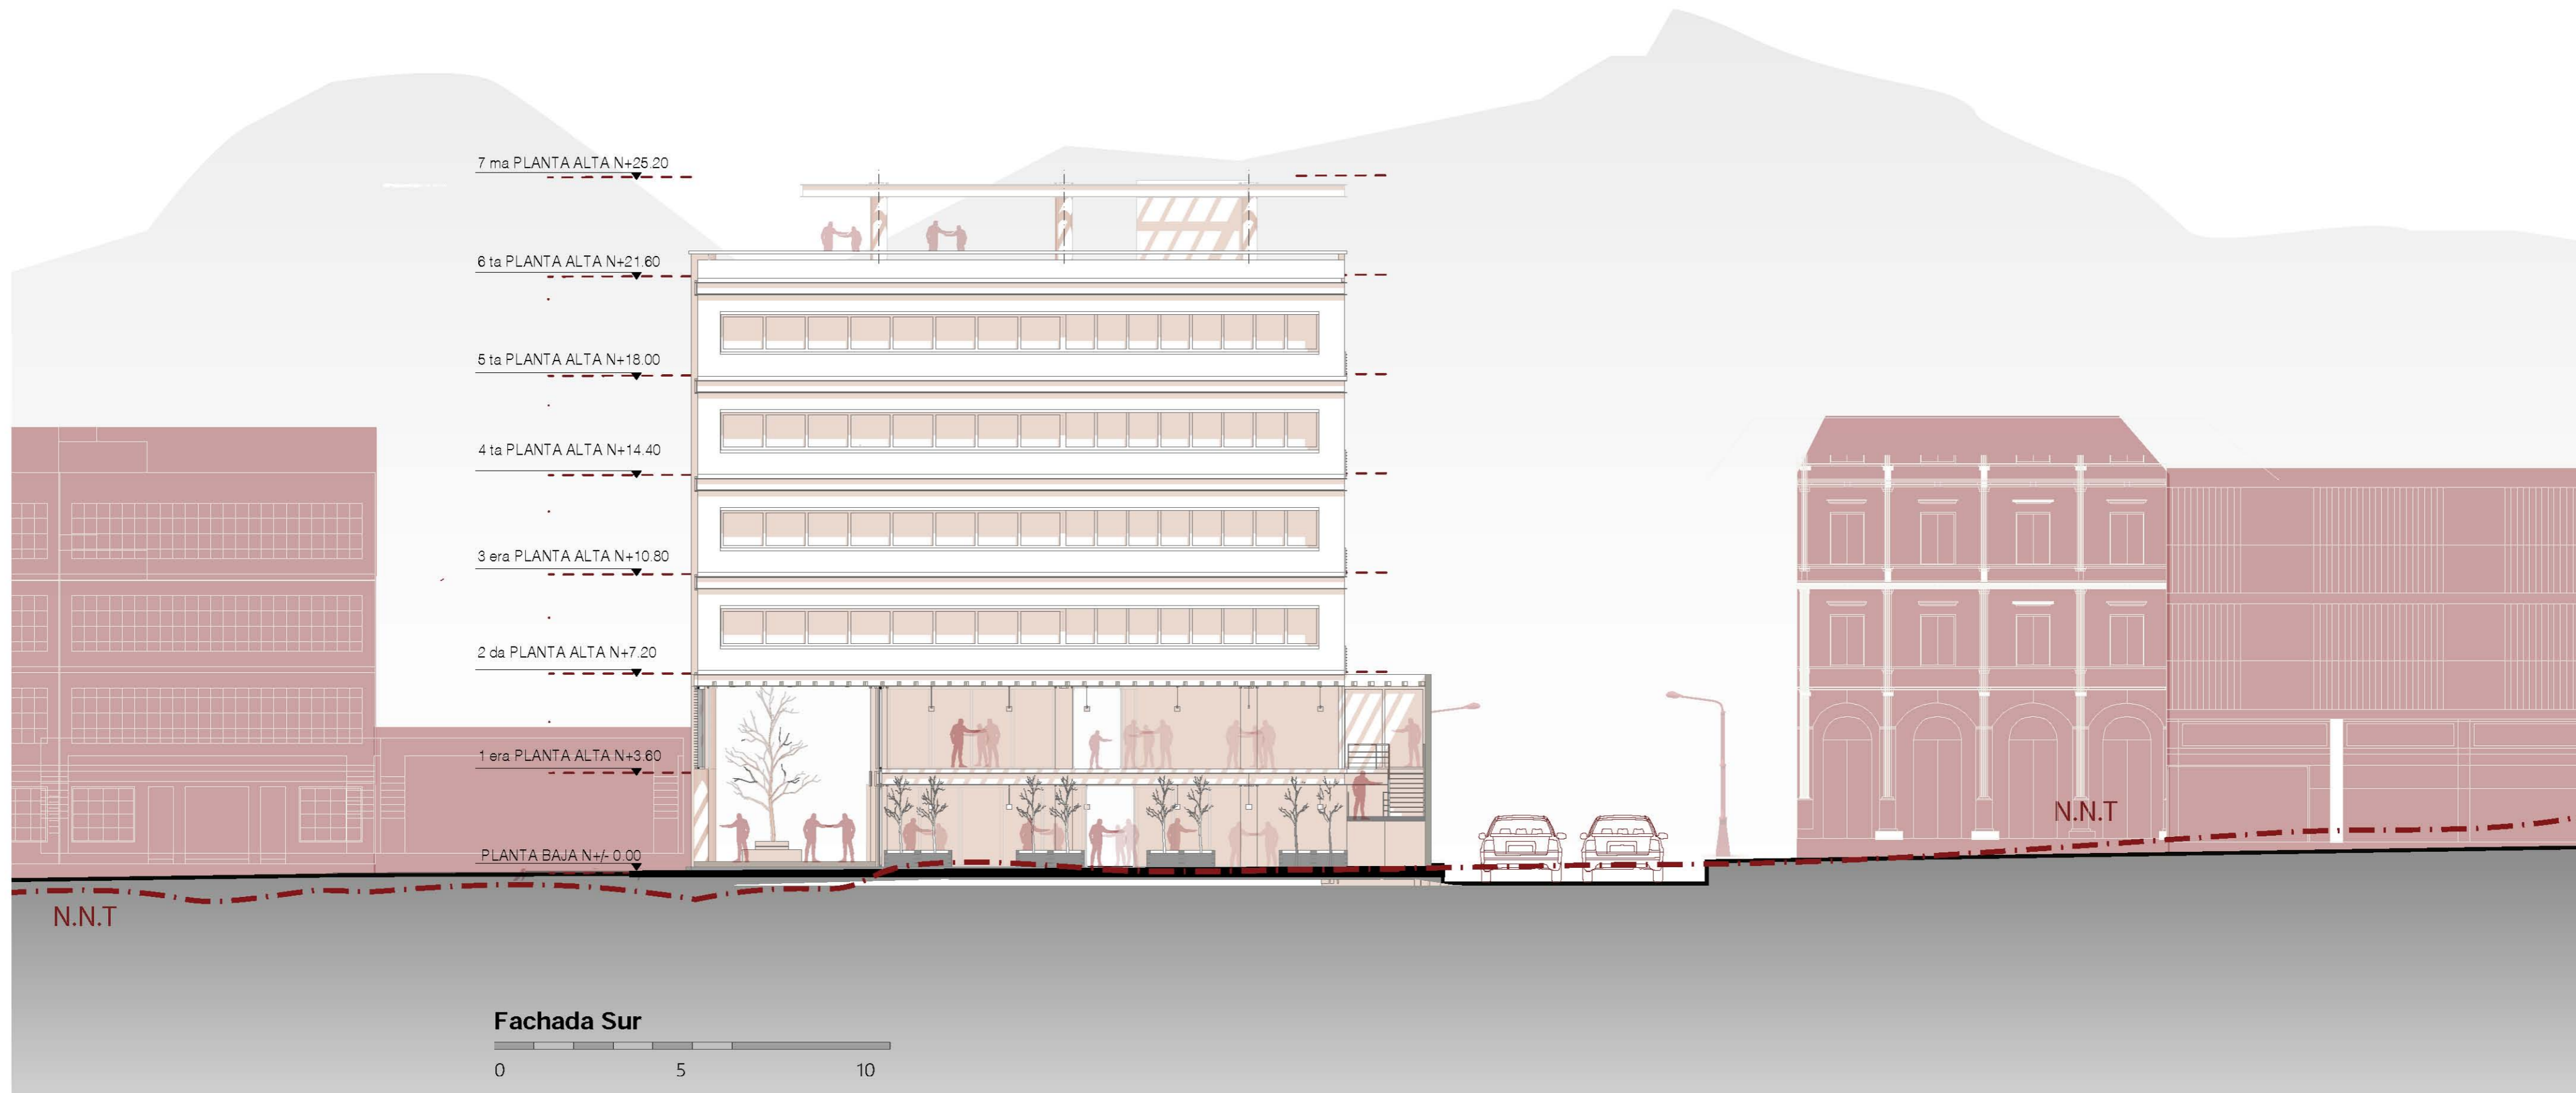 7 ma PLANTA ALTA N+25.20
6 ta PLANTA ALTA N+21.60
5 ta PLANTA ALTA N+18.00
4 ta PLANTA ALTA N+14.40
3 era PLANTA ALTA N+10.80
2 da PLANTA ALTA N+7.20
1 era PLANTA ALTA N+3.60
N.N.T
PLANTA BAJA N+/- 0.00
N.N.T
Fachada Sur
0 5 10